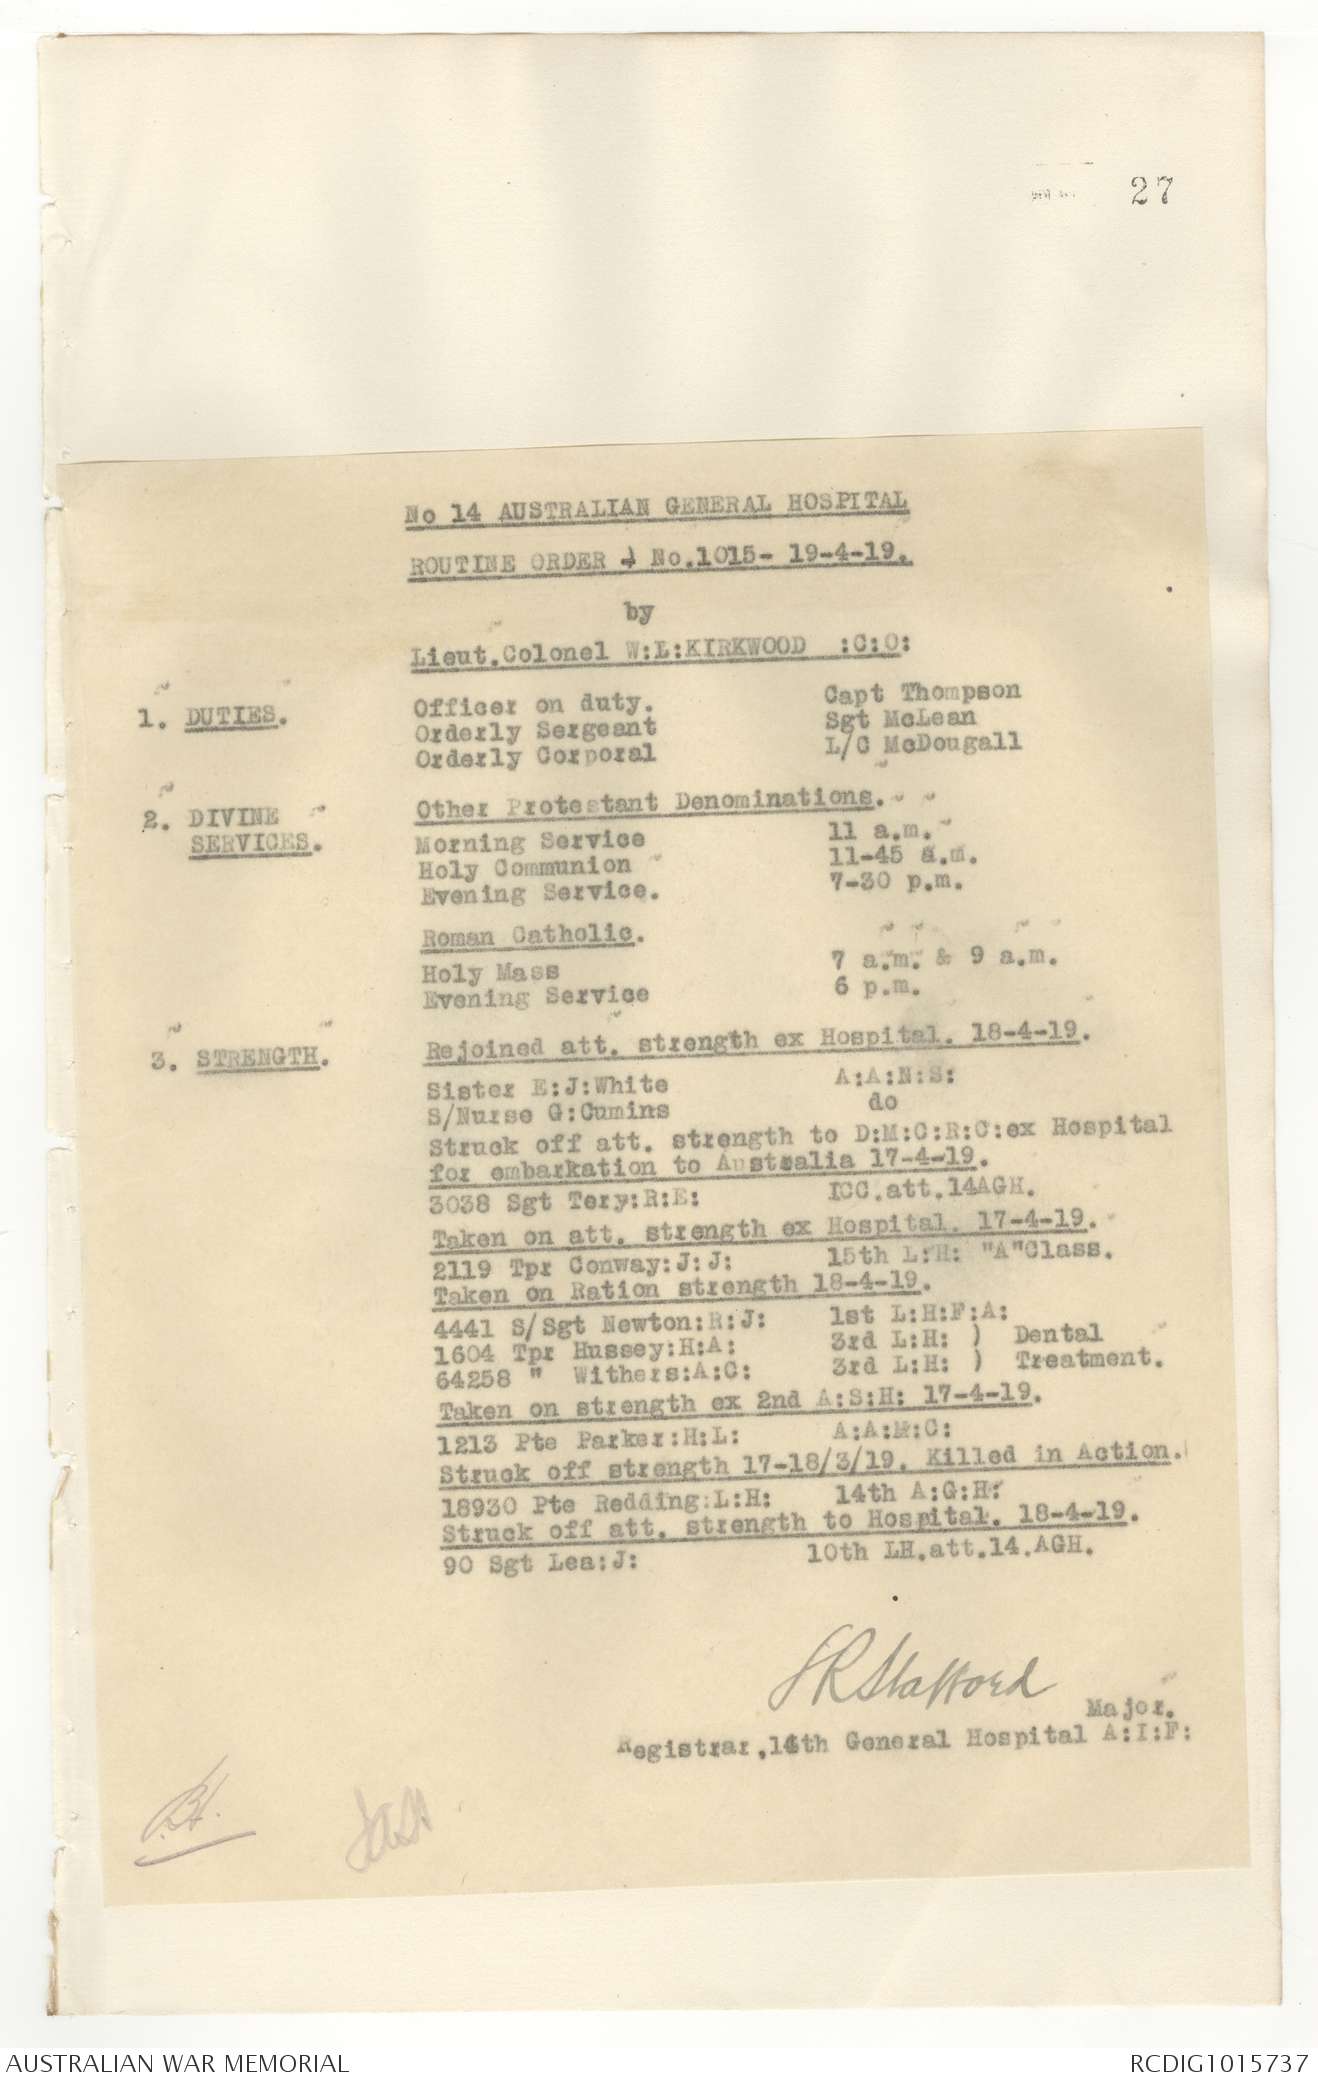 27
No 14 AUSTRALIAN GENERAL HOSPITAL
ROUTINE ORDER No.1015- 19-4-19.
by
Lieut.Colonel W:L:KIRKWOOD :C:O:
1. DUTIES. Officer on duty. Capt Thompson
Orderly Sergeant Sgt McLean
Orderly Corporal L/C McDougall
2. DIVINE SERVICES. Other Protestant Denominations.
Morning Service 11 a.m.
Holy Communion 11-45 a.m.
Evening Service. 7-30 p.m.
Roman Catholic.
Holy Mass 7 a.m. & 9 a.m.
Evening Service 6 p.m.
3. STRENGTH. Rejoined att. strength ex Hospital. 18-4-19.
Sister E:J:White A:A:N:S:
S/Nurse G:Cumins do
Struck off att. strength to D:M:C:R:C:ex Hospital
for embarkation to Australia 17-4-19.
3038 Sgt Tery:R:E: ICC.att.14AGH.
Taken on att. strength ex Hospital. 17-4-19.
2119 Tpr Conway:J:J: 15th L:H: "A"Class.
Taken on Ration strength 18-4-19.
4441 S/Sgt Newton:R:J: 1st L:H:F:A:
1604 Tpr Hussey:H:A: 3rd L:H: ) Dental
64258 " Withers:A:C: 3rd L:H: ) Treatment.
Taken on strength ex 2nd A:S:H: 17-4-19.
1213 Pte Parker:H:L: A:A:M:C:
Struck off strength 17-18/3/19. Killed in Action.
18930 Pte Redding:L:H: 14th A:G:H:
Struck off att. strength to Hospital. 18-4-19.
90 Sgt Lea:J: 10th LH.att.14.AGH.
SRStafford
Major.
Registrar,14th General Hospital A:I:F:
AUSTRALIAN WAR MEMORIAL
RCDIG1015737